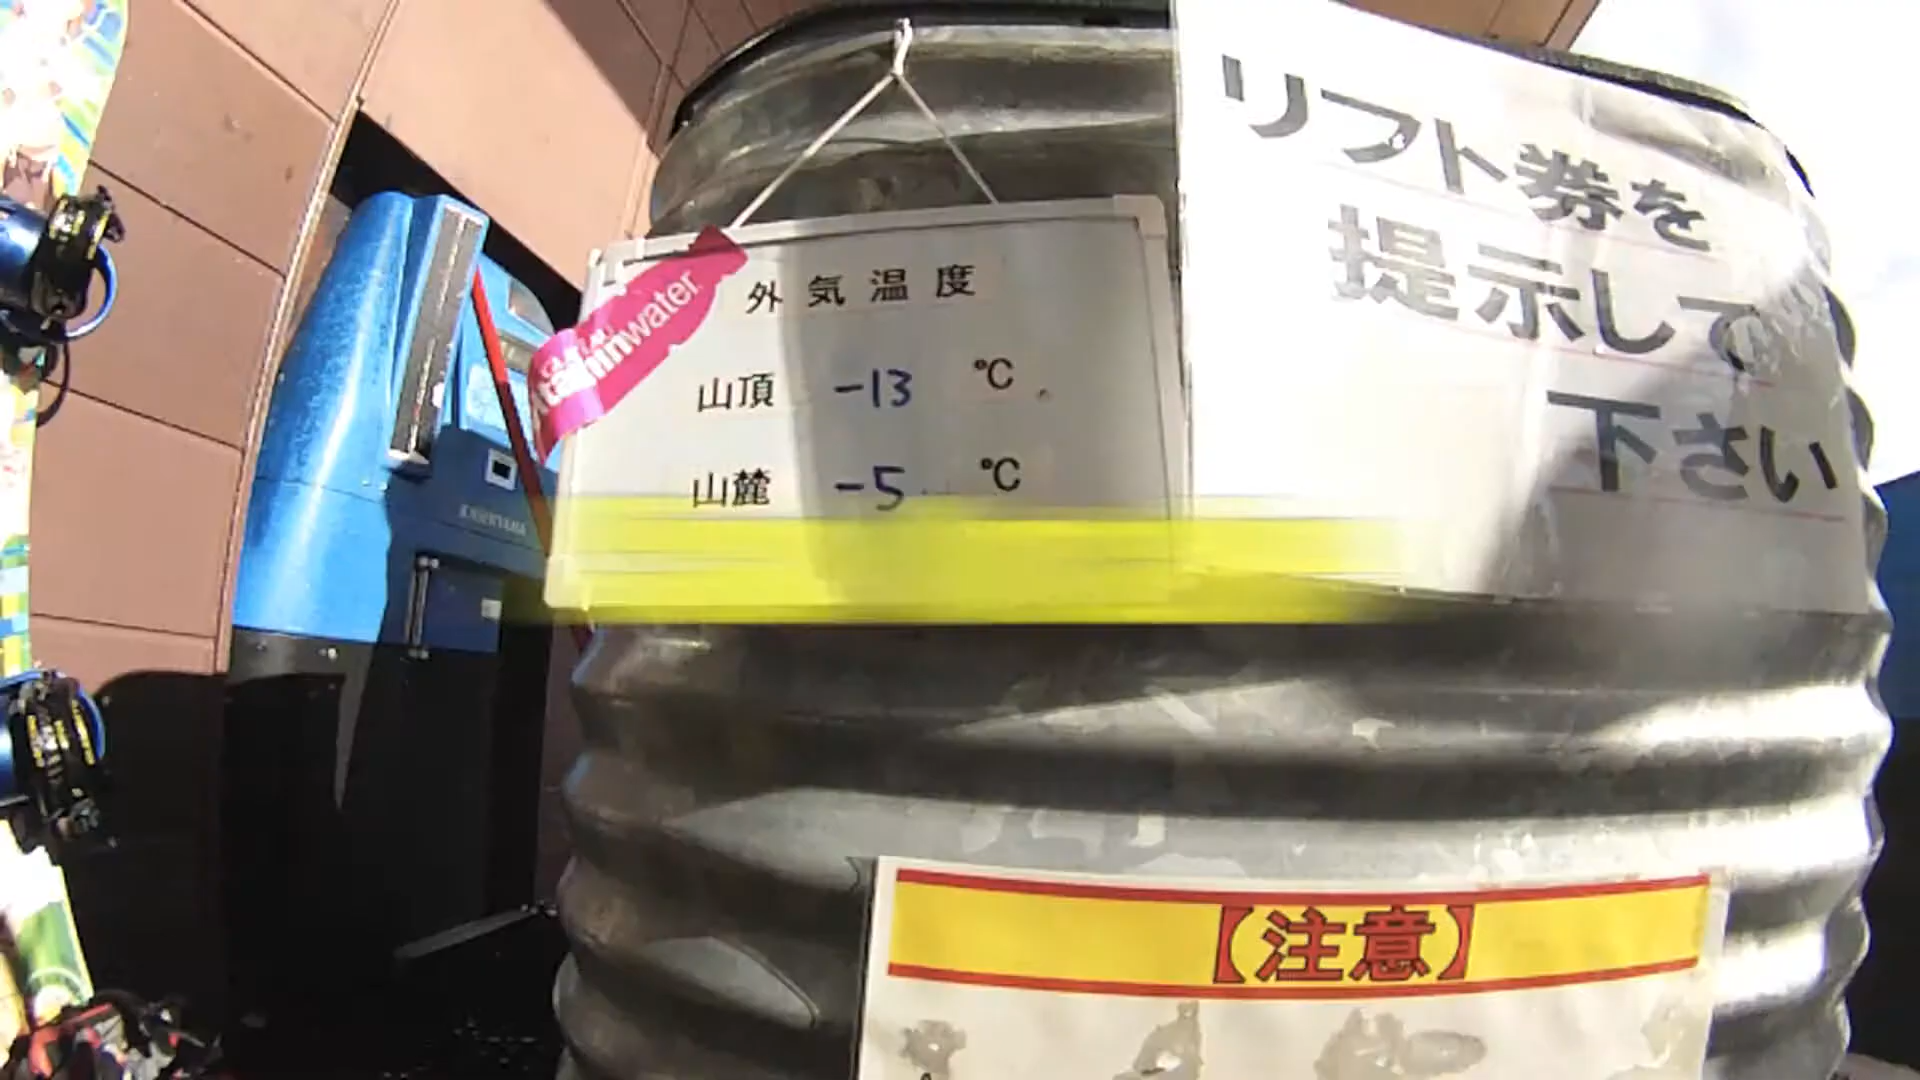 外気温度
山頂 -13 ℃
山麓 -5 ℃
water
リフト券を
提示して
下さい
【注意】